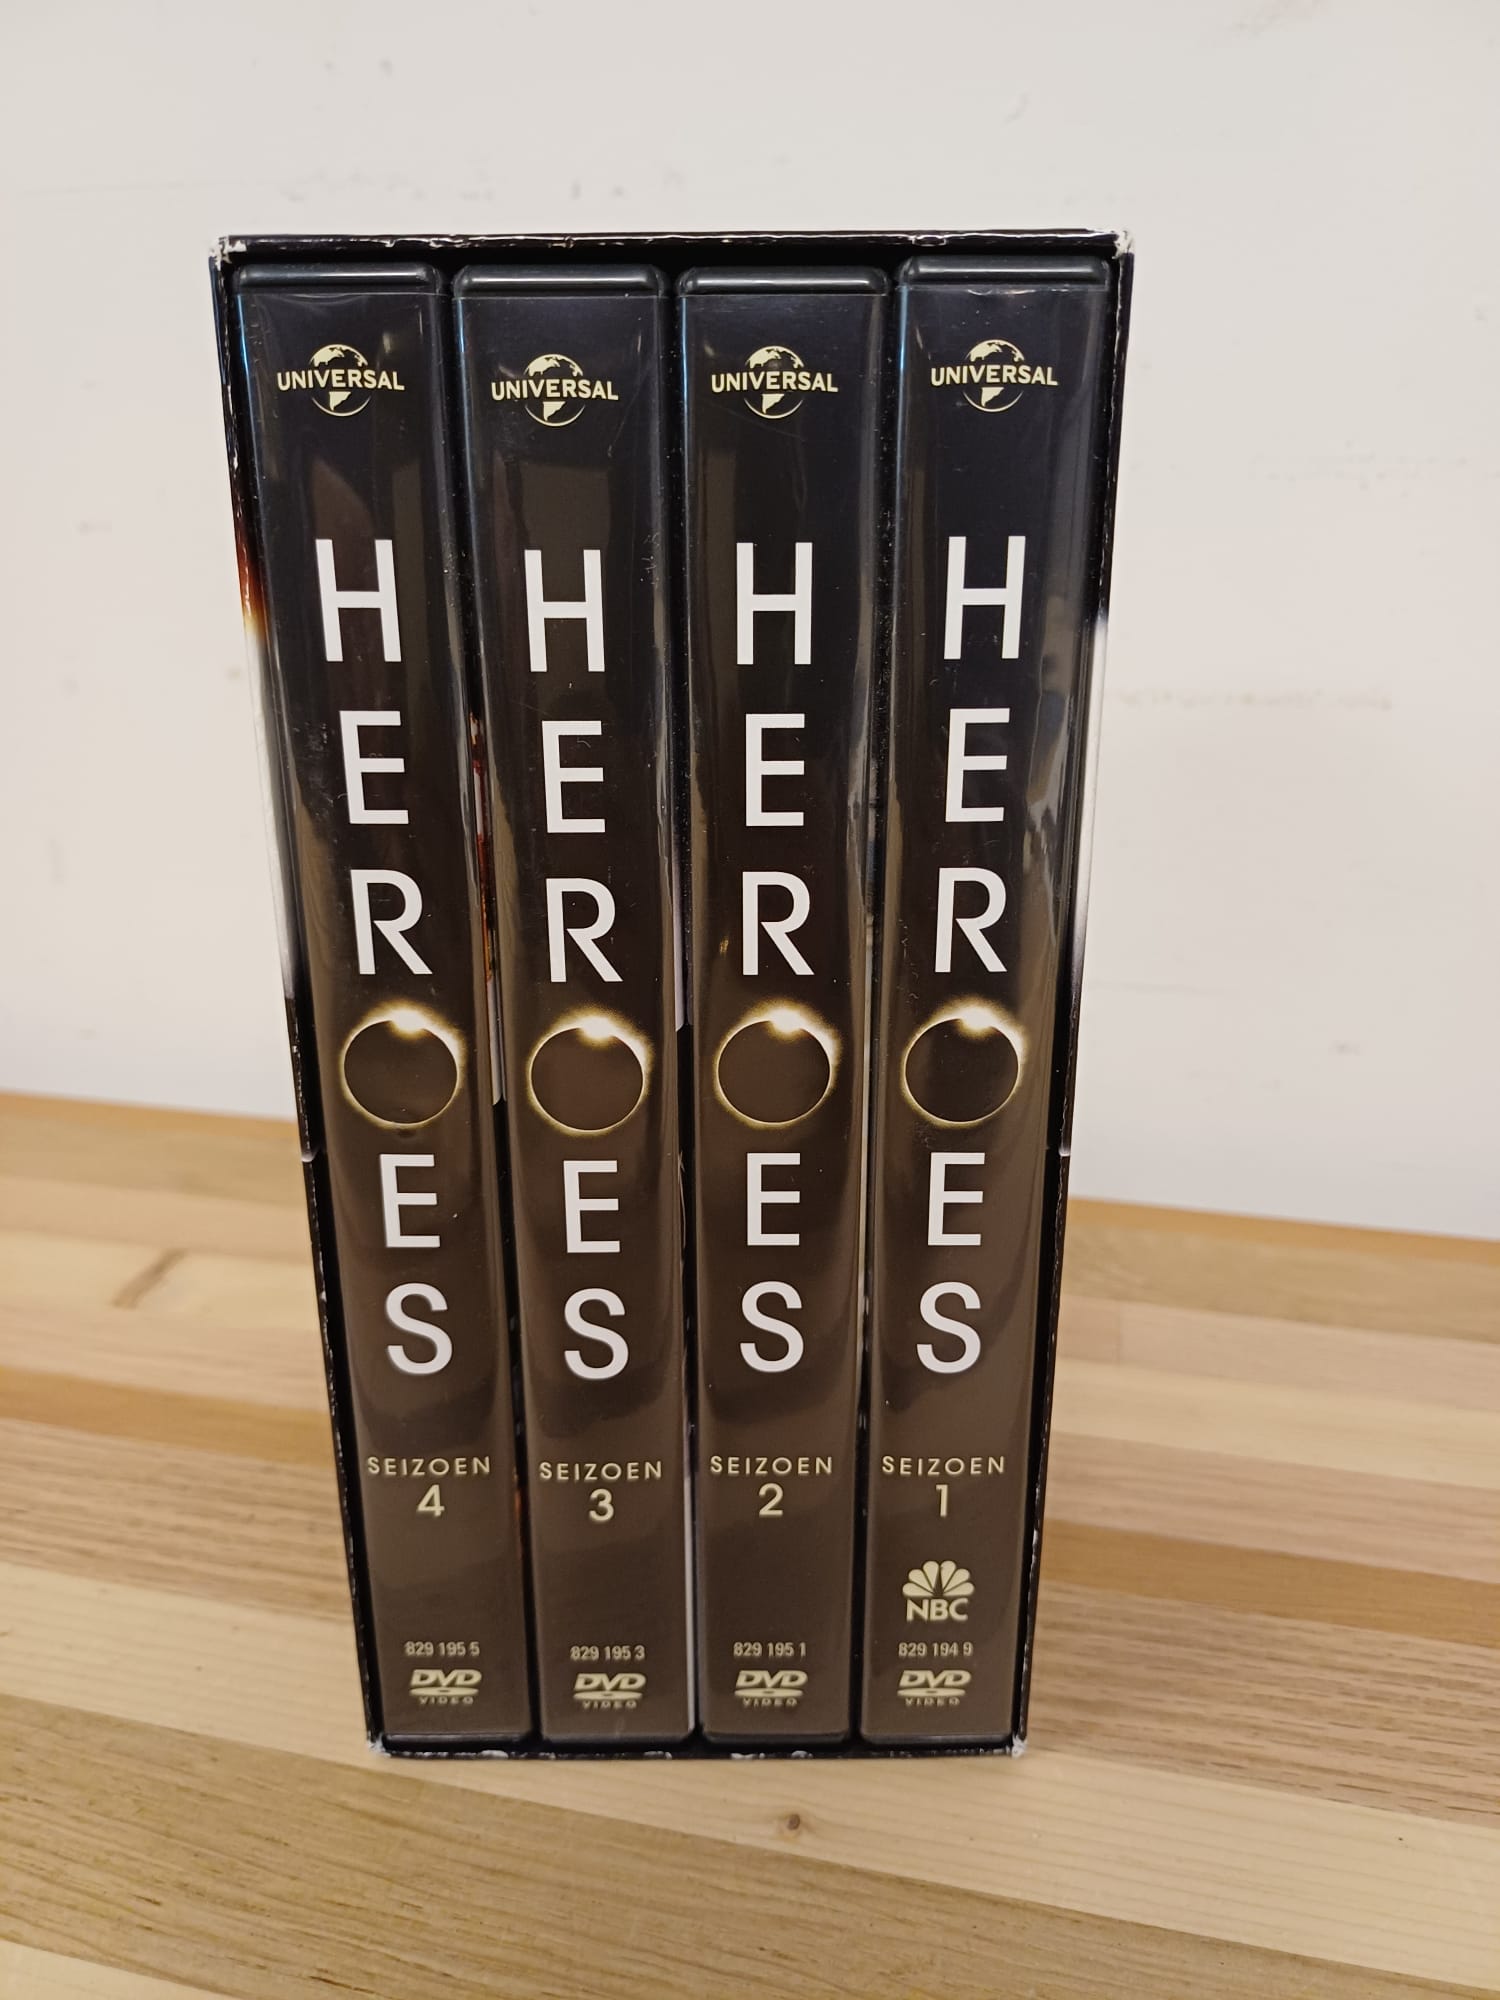 UNIVERSAL
HEROES
SEIZOEN
4
829 195 5
DVD
VIDEO
UNIVERSAL
HEROES
SEIZOEN
3
829 195 3
DVD
VIDEO
UNIVERSAL
HEROES
SEIZOEN
2
829 195 1
DVD
VIDEO
UNIVERSAL
HEROES
SEIZOEN
1
NBC
829 194 9
DVD
VIDEO